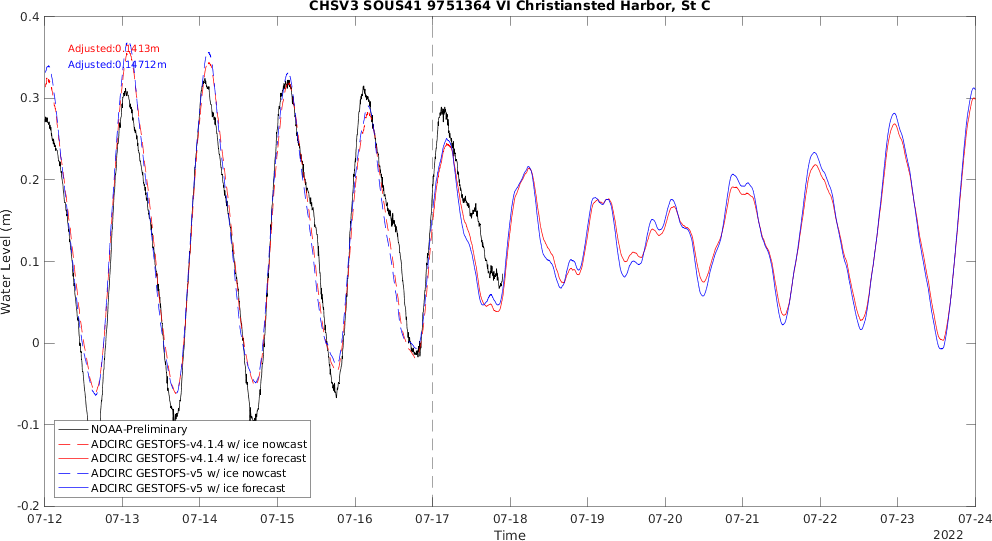 CHSV3 SOUS41 9751364 VI Christiansted Harbor, St C
Adjusted:0.1413m
Adjusted:0.14712m
Water Level (m)
0.4
0.3
0.2
0.1
0
-0.1
-0.2
NOAA-Preliminary
ADCIRC GESTOFS-v4.1.4 w/ ice nowcast
ADCIRC GESTOFS-v4.1.4 w/ ice forecast
ADCIRC GESTOFS-v5 w/ ice nowcast
ADCIRC GESTOFS-v5 w/ ice forecast
07-12 07-13 07-14 07-15 07-16 07-17 07-18 07-19 07-20 07-21 07-22 07-23 07-24
Time
2022